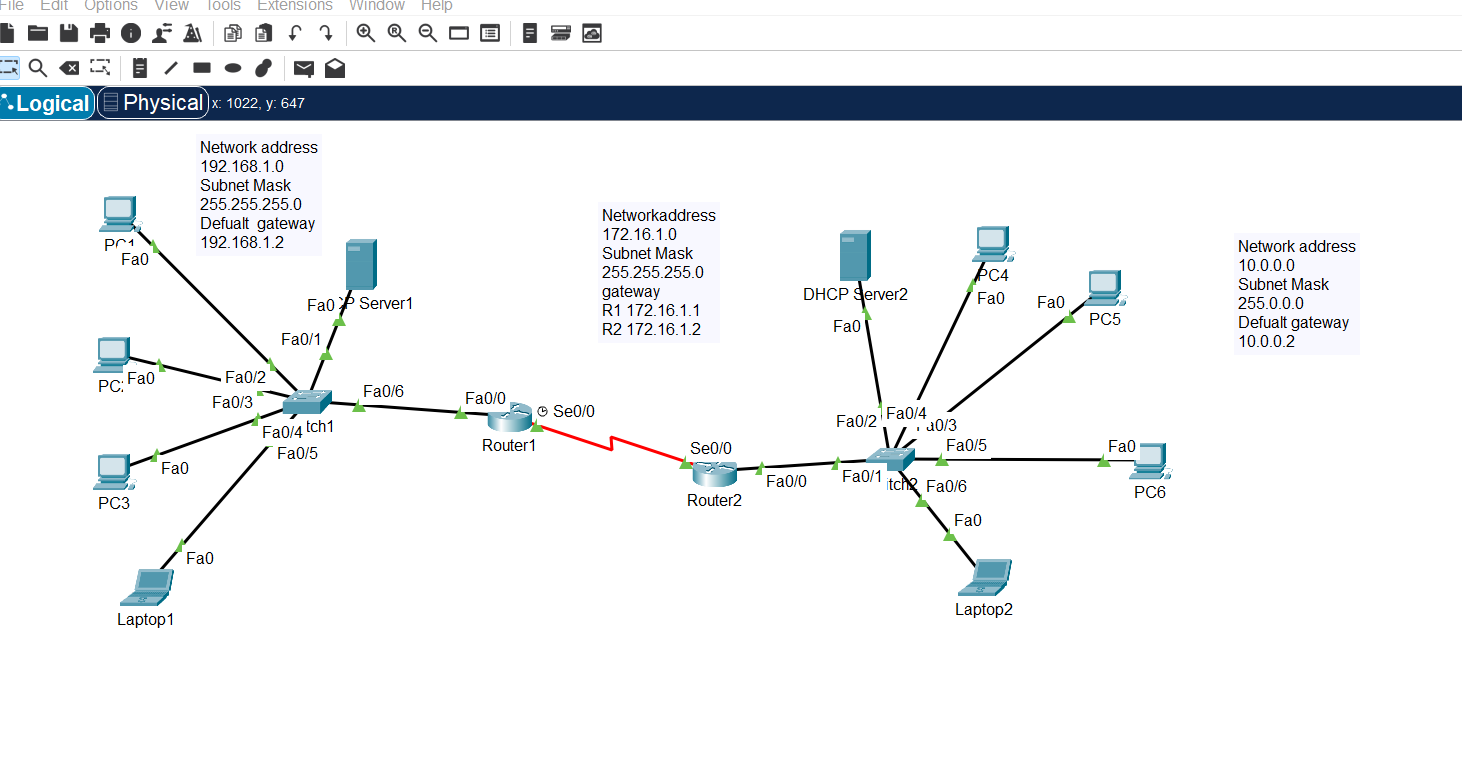 File Edit Options View Tools Extensions Window Help
Logical Physical x: 1022, y: 647
Network address
192.168.1.0
Subnet Mask
255.255.255.0
Defualt gateway
192.168.1.2
PC1
Fa0
Fa0
P Server1
Fa0/1
PC2
Fa0
Fa0/2
Fa0/3
Fa0/4
tch1
Fa0/5
Fa0/6
PC3
Fa0
Fa0
Laptop1
Networkaddress
172.16.1.0
Subnet Mask
255.255.255.0
gateway
R1 172.16.1.1
R2 172.16.1.2
Fa0/0
Se0/0
Router1
Se0/0
Router2
Fa0/0
DHCP Server2
Fa0
PC4
Fa0
Fa0
PC5
Fa0/2
Fa0/4
Fa0/3
Fa0/5
Fa0/1
itch2
Fa0/6
Fa0
PC6
Fa0
Laptop2
Network address
10.0.0.0
Subnet Mask
255.0.0.0
Defualt gateway
10.0.0.2